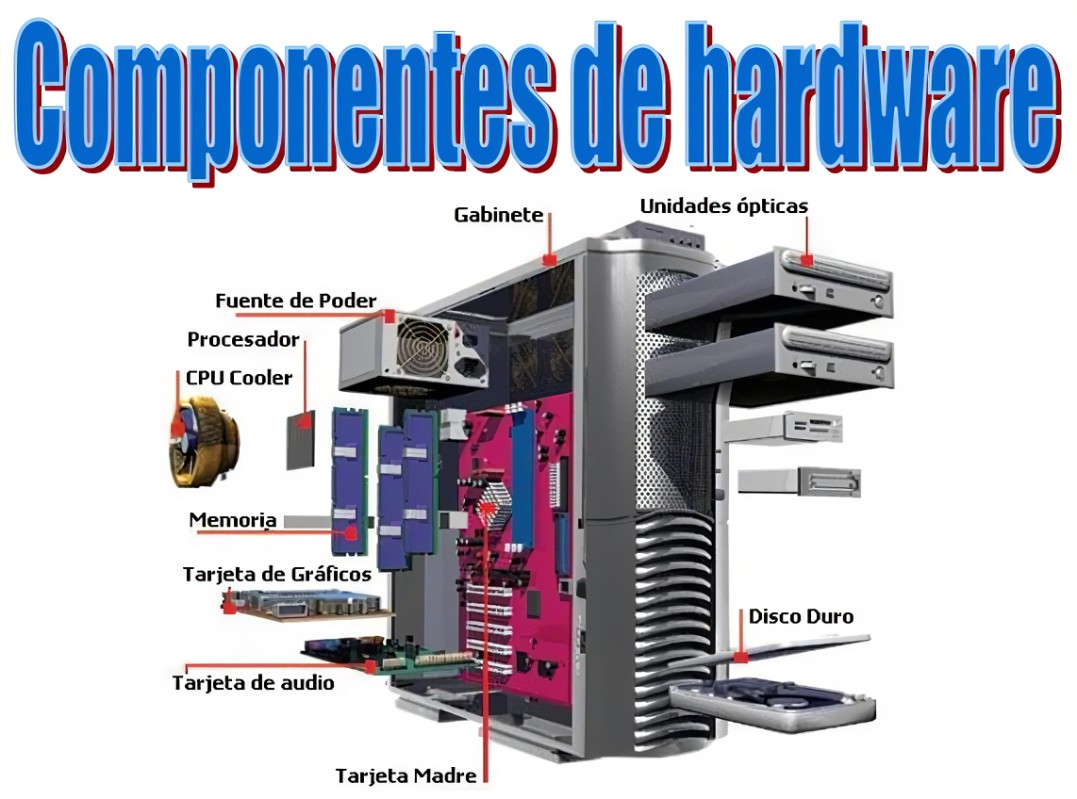 Componentes de hardware
Gabinete
Unidades ópticas
Fuente de Poder
Procesador
CPU Cooler
Memoria
Tarjeta de Gráficos
Disco Duro
Tarjeta de audio
Tarjeta Madre